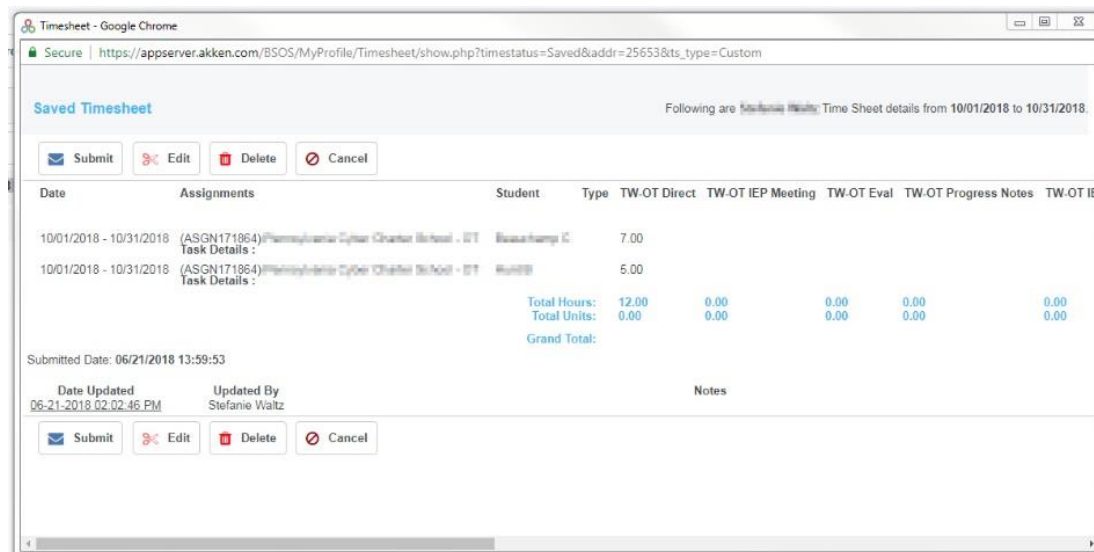 Timesheet - Google Chrome
Secure | https://appserver.akken.com/BSOS/MyProfile/Timesheet/show.php?timestatus=Saved&addr=25653&ts_type=Custom
Saved Timesheet
Following are Time Sheet details from 10/01/2018 to 10/31/2018.
Submit Edit Delete Cancel
Date Assignments Student Type TW-OT Direct TW-OT IEP Meeting TW-OT Eval TW-OT Progress Notes TW-OT IE
10/01/2018 - 10/31/2018 (ASGN171864) 7.00
Task Details :
10/01/2018 - 10/31/2018 (ASGN171864) 5.00
Task Details :
Total Hours: 12.00 0.00 0.00 0.00 0.00
Total Units: 0.00 0.00 0.00 0.00 0.00
Grand Total:
Submitted Date: 06/21/2018 13:59:53
Date Updated Updated By Notes
06-21-2018 02:02:46 PM Stefanie Waltz
Submit Edit Delete Cancel